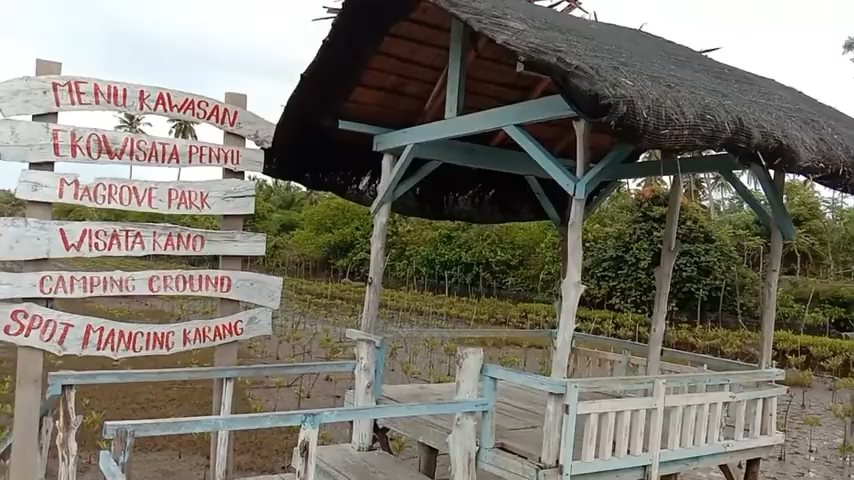 MENU KAWASAN
EKOWISATA PENYU
MAGROVE PARK
WISATA KANO
CAMPING GROUND
SPOT MANCING KARANG